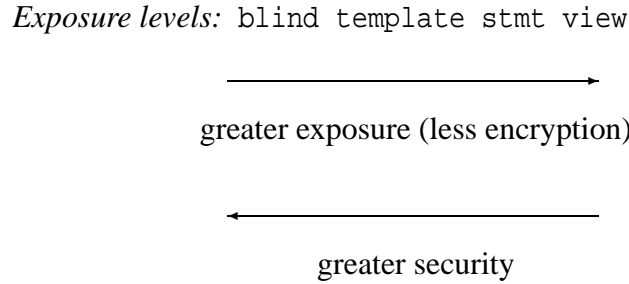 Exposure levels: blind template stmt view
greater exposure (less encryption)
greater security